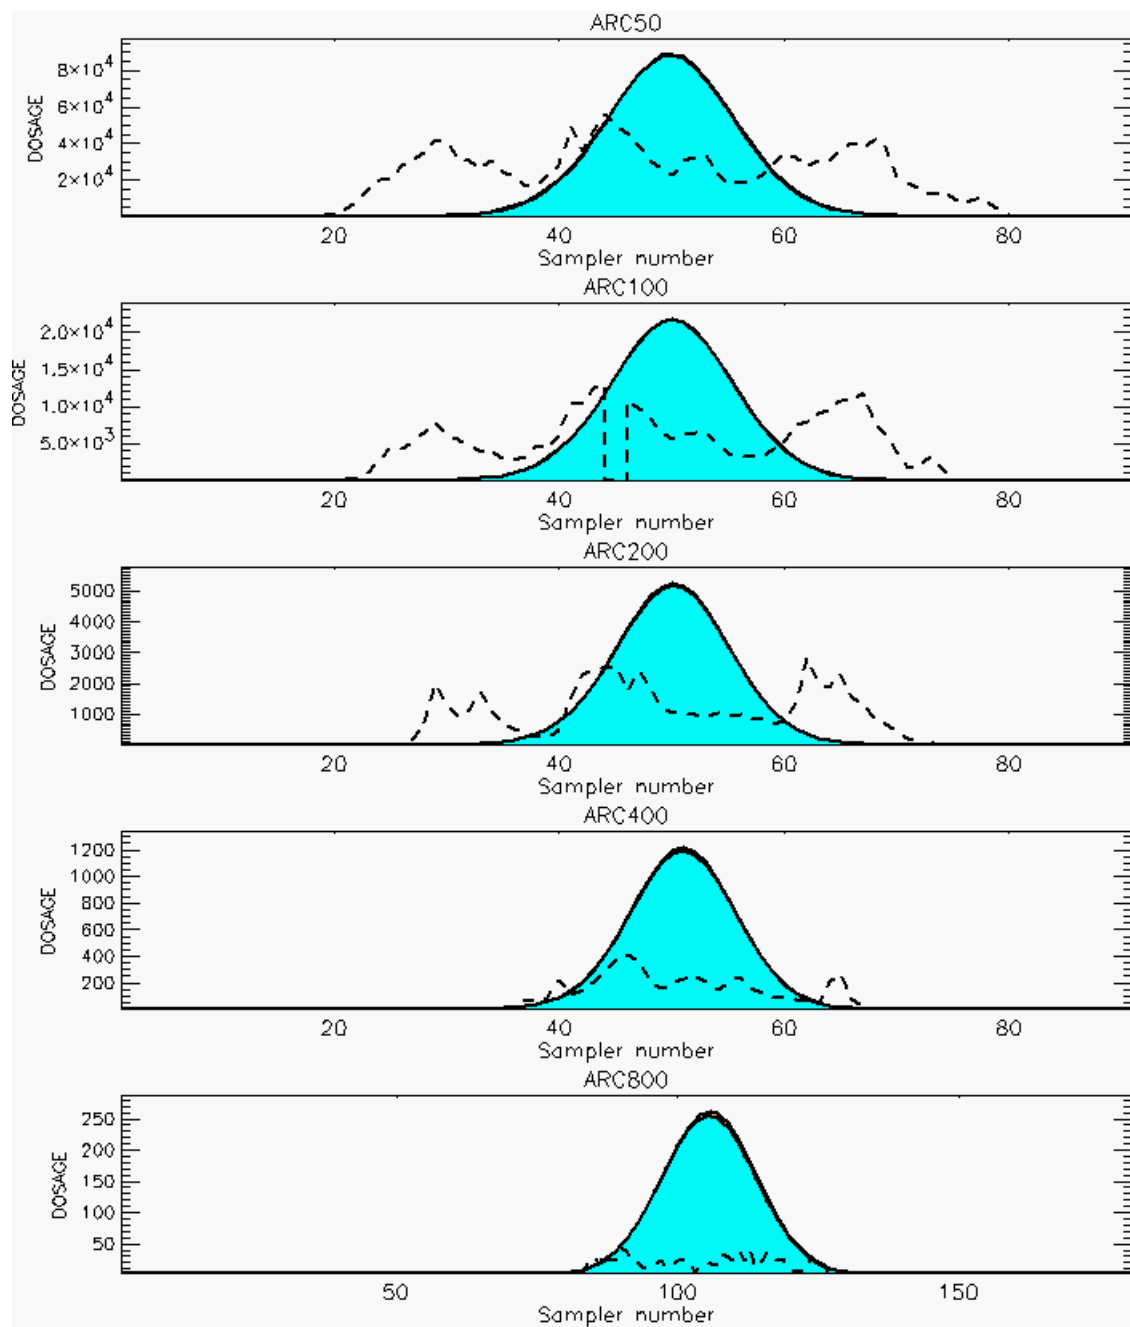 ARC50
DOSAGE
8×10⁴
6×10⁴
4×10⁴
2×10⁴
20 40 60 80
Sampler number
ARC100
DOSAGE
2.0×10⁴
1.5×10⁴
1.0×10⁴
5.0×10³
20 40 60 80
Sampler number
ARC200
DOSAGE
5000
4000
3000
2000
1000
20 40 60 80
Sampler number
ARC400
DOSAGE
1200
1000
800
600
400
200
20 40 60 80
Sampler number
ARC800
DOSAGE
250
200
150
100
50
50 100 150
Sampler number